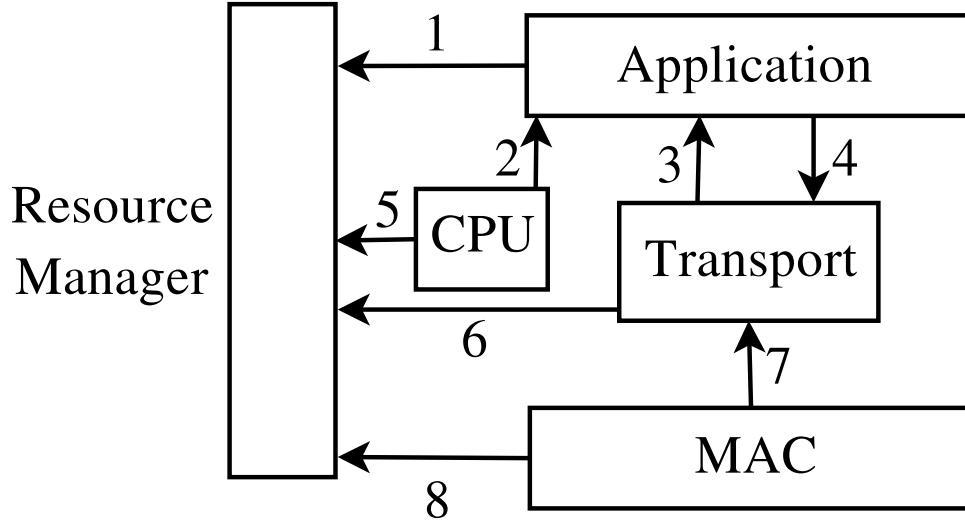 1
Application
2
3
4
Resource
Manager
5
CPU
Transport
6
7
MAC
8